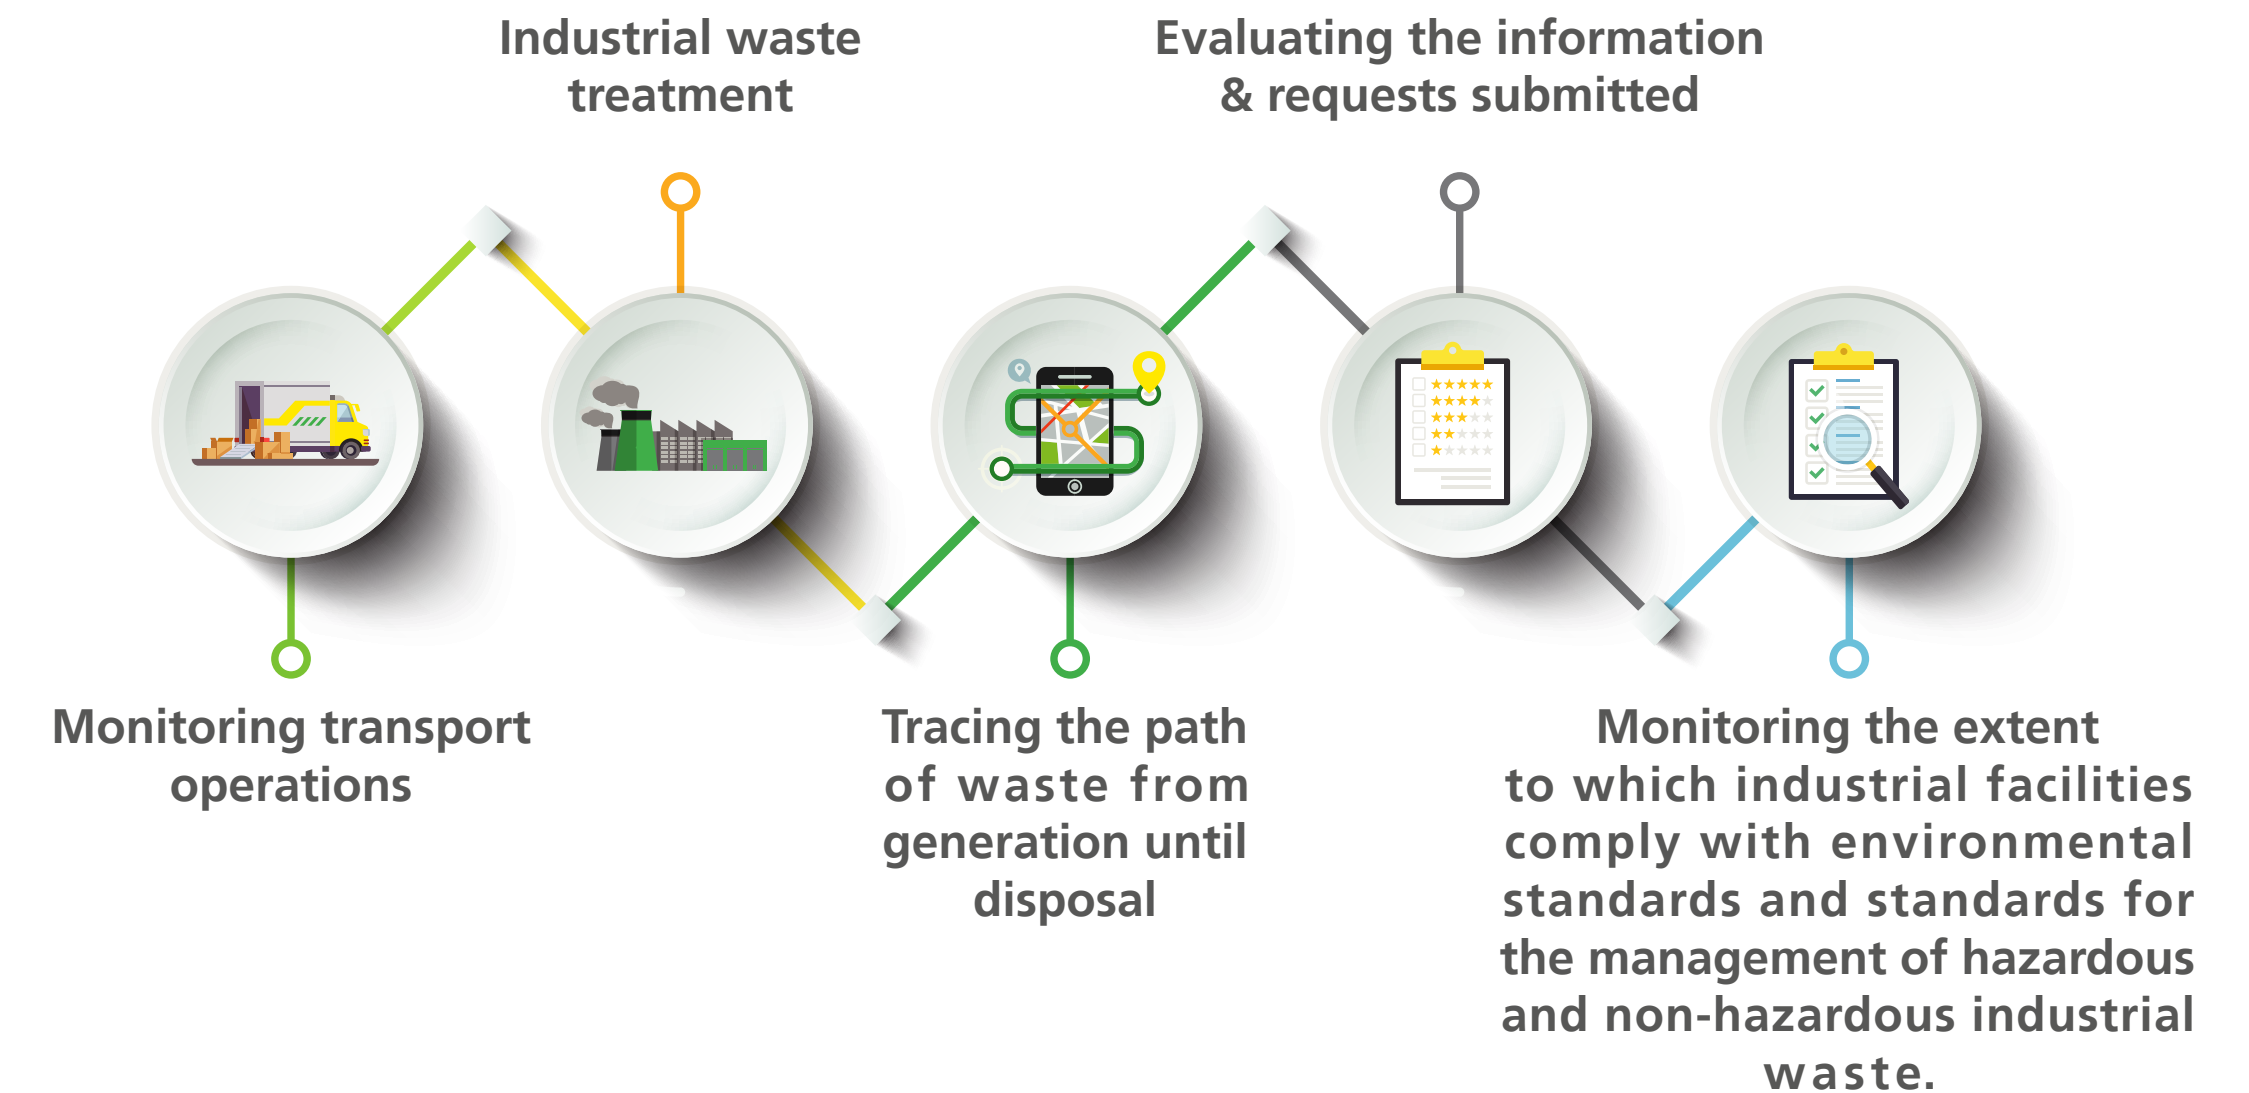 Industrial waste
treatment
Evaluating the information
& requests submitted
Monitoring transport
operations
Tracing the path
of waste from
generation until
disposal
Monitoring the extent
to which industrial facilities
comply with environmental
standards and standards for
the management of hazardous
and non-hazardous industrial
waste.